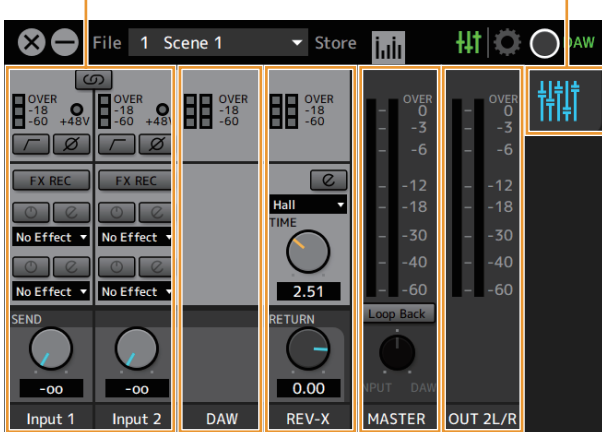 File 1 Scene 1 Store DAW
OVER
-18
-60 +48V
OVER
-18
-60 +48V
OVER
-18
-60
OVER
-18
-60
OVER
0
-3
-6
-12
-18
-30
-40
-60
OVER
0
-3
-6
-12
-18
-30
-40
-60
FX REC
FX REC
Hall
TIME
2.51
No Effect
No Effect
No Effect
No Effect
Loop Back
SEND
RETURN
INPUT DAW
-oo
-oo
0.00
Input 1
Input 2
DAW
REV-X
MASTER
OUT 2L/R